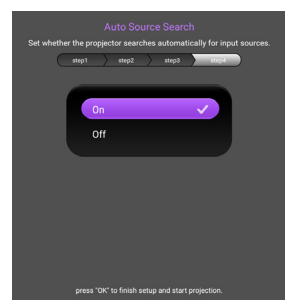 Auto Source Search
Set whether the propjector searches automatically for input sources.
step1 step2 step3 step4
On
Off
press "OK" to finish setup and start projection.